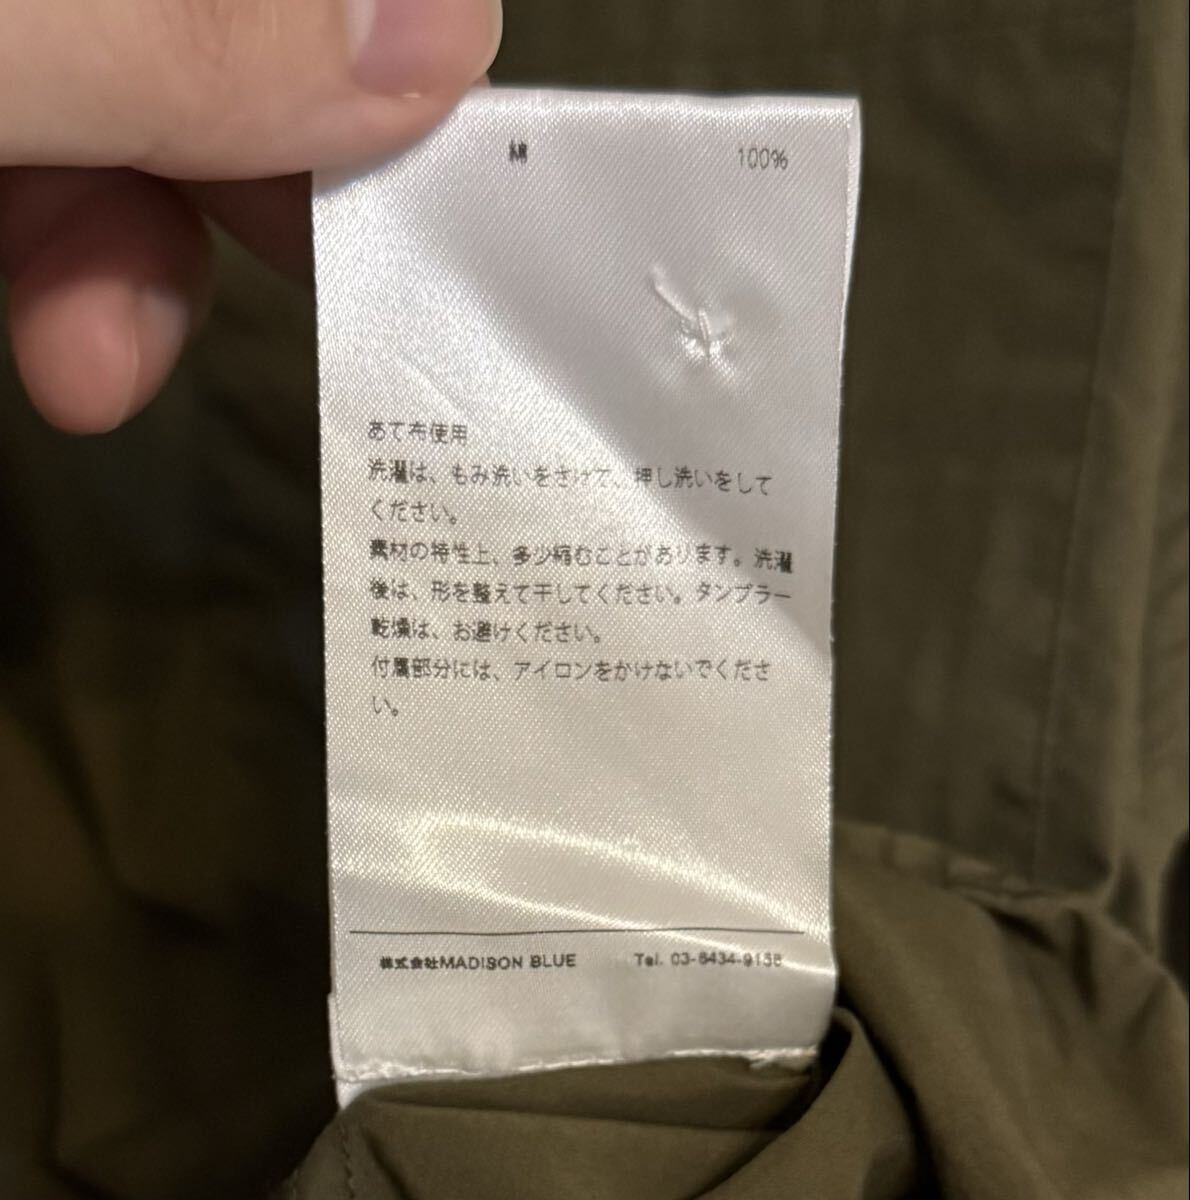 綿 100%
あて布使用
洗濯は、もみ洗いをさけて、押し洗いをして
ください。
素材の特性上、多少縮むことがあります。洗濯
後は、形を整えて干してください。タンブラー
乾燥は、お避けください。
付属部分には、アイロンをかけないでくださ
い。
株式会社MADISON BLUE Tel. 03-6434-9136